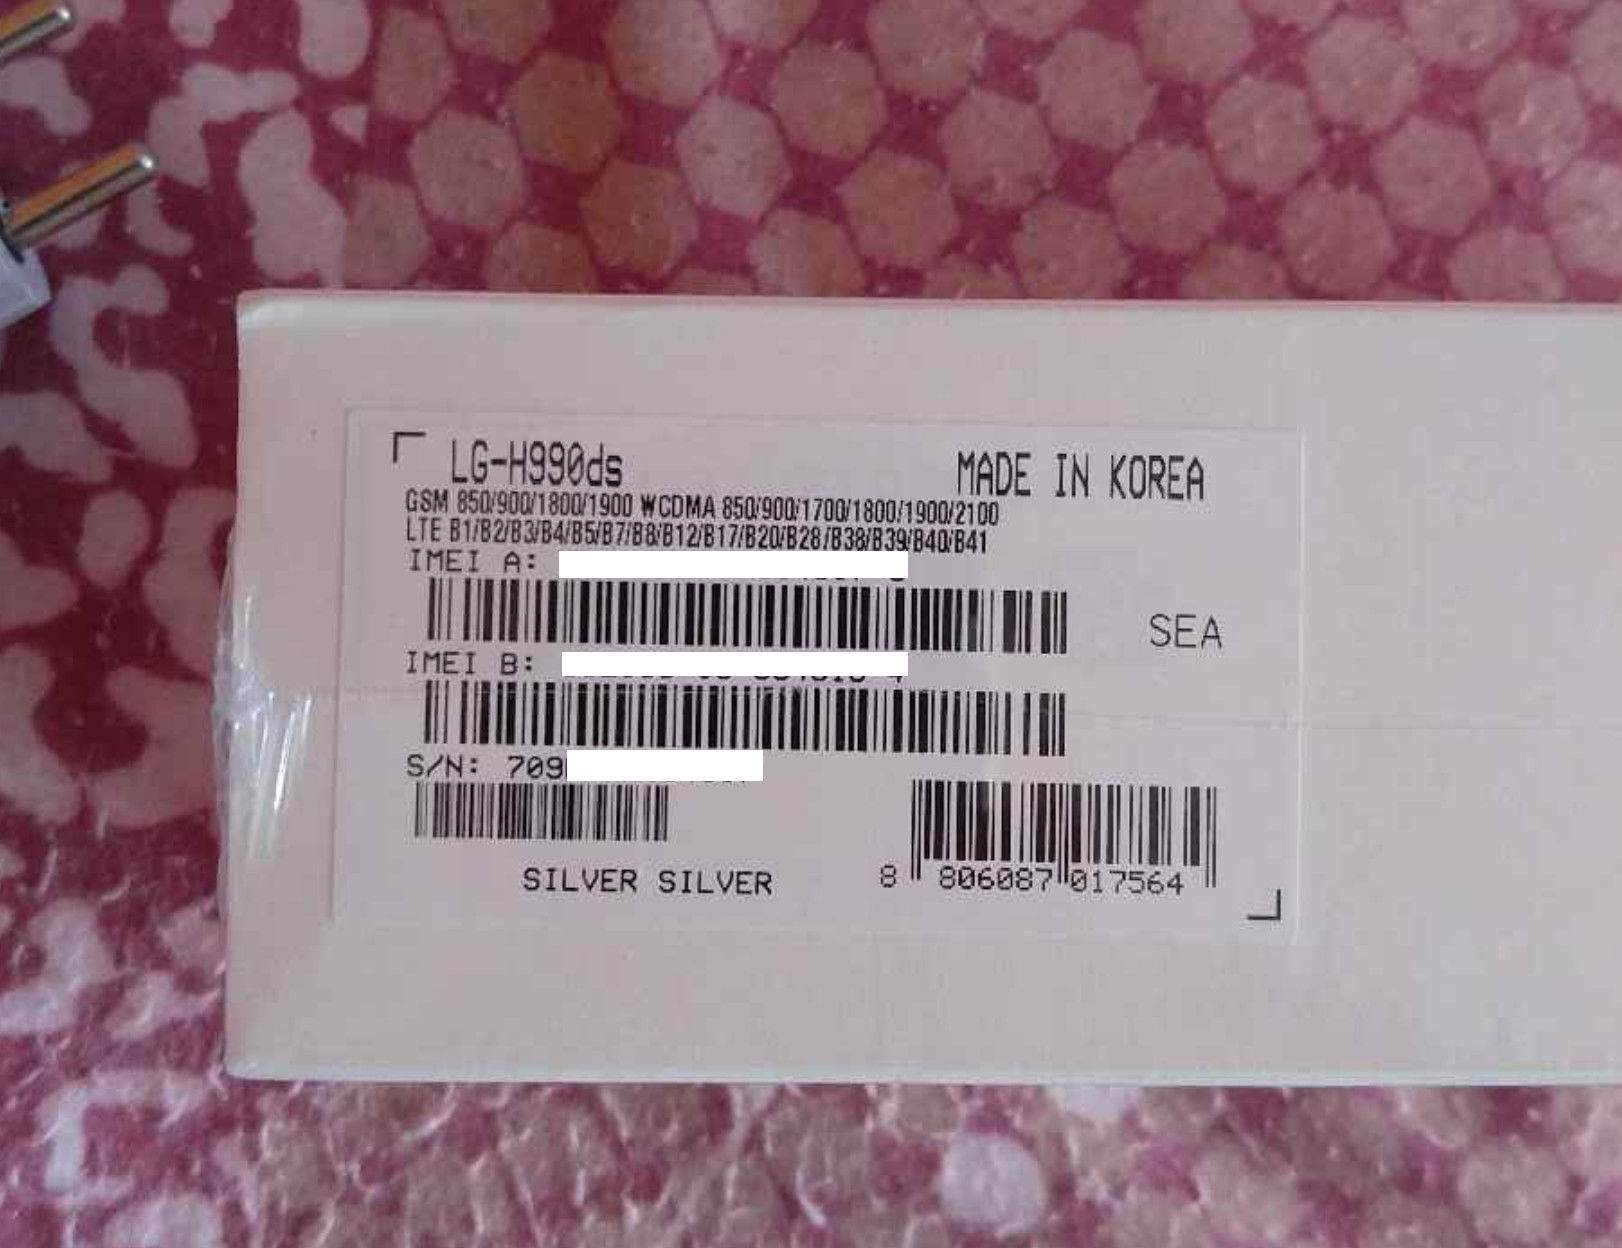 LG-H990ds MADE IN KOREA
GSM 850/900/1800/1900 WCDMA 850/900/1700/1800/1900/2100
LTE B1/B2/B3/B4/B5/B7/B8/B12/B17/B20/B28/B38/B39/B40/B41
IMEI A:
SEA
IMEI B:
S/N: 709
SILVER SILVER
8 806087 017564